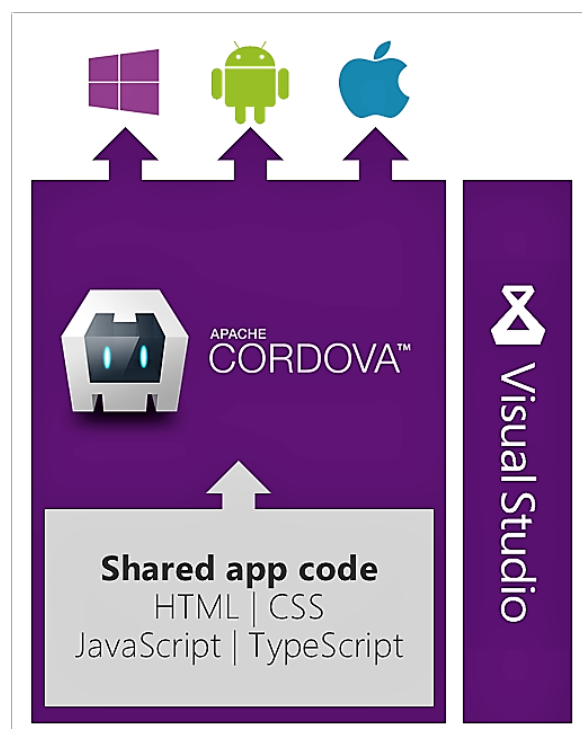 APACHE
CORDOVA™
Shared app code
HTML | CSS
JavaScript | TypeScript
Visual Studio